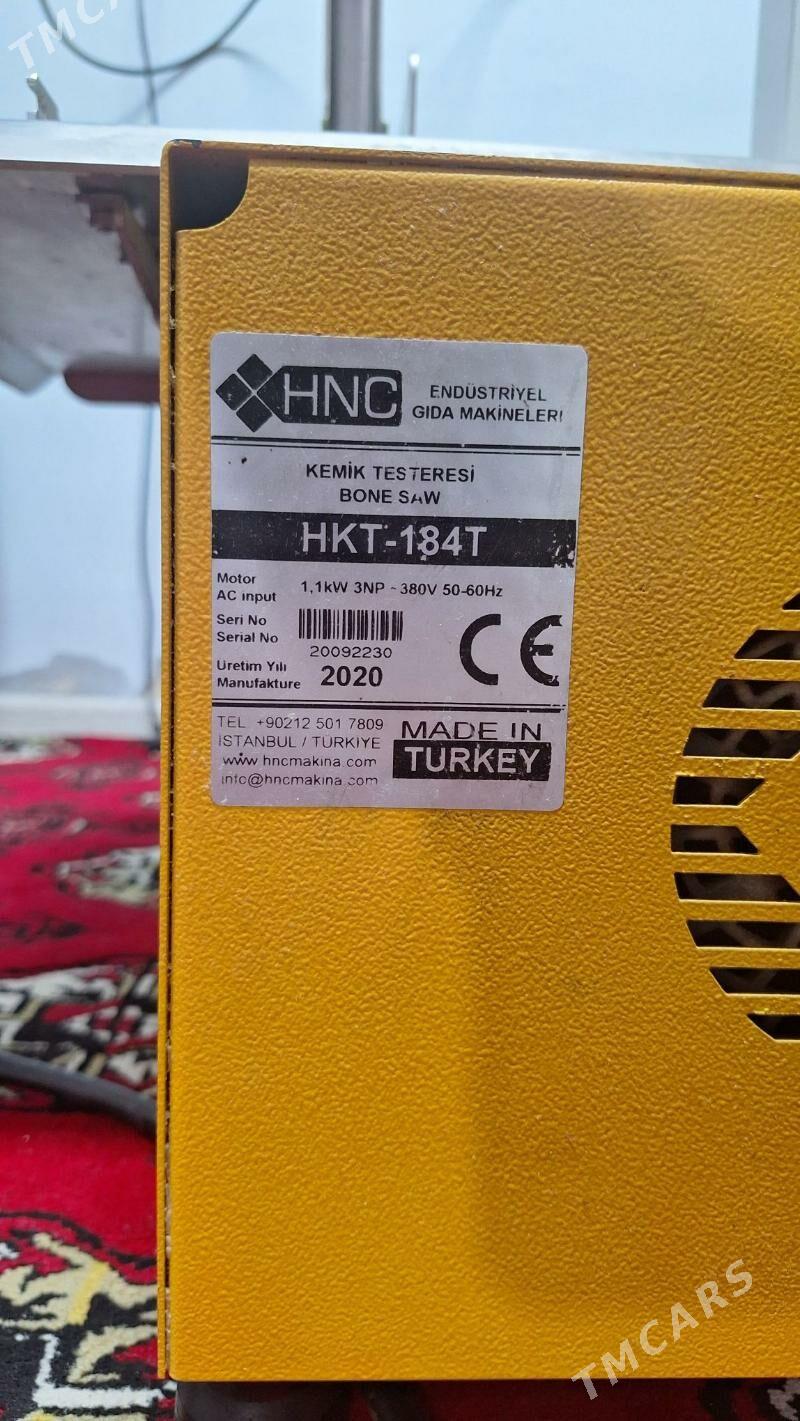 TMCARS
HNC
ENDÜSTRİYEL
GIDA MAKİNELERİ
KEMİK TESTERESİ
BONE SAW
HKT-184T
Motor
AC input
1,1kW 3NP ~ 380V 50-60Hz
Seri No
Serial No
20092230
Üretim Yılı
Manufakture
2020
CE
TEL +90212 501 7809
İSTANBUL / TÜRKİYE
www hncmakina.com
info@hncmakina.com
MADE IN
TURKEY
TMCARS